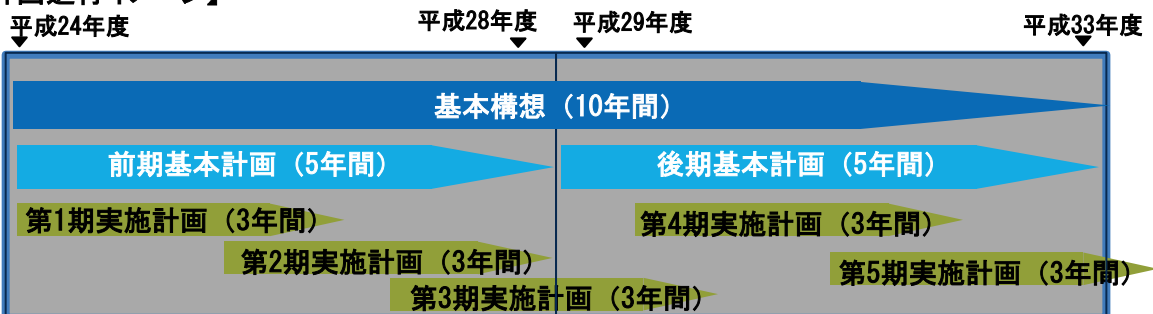 平成24年度
平成28年度
平成29年度
平成33年度
基本構想（10年間）
前期基本計画（5年間）
後期基本計画（5年間）
第1期実施計画（3年間）
第4期実施計画（3年間）
第2期実施計画（3年間）
第5期実施計画（3年間）
第3期実施計画（3年間）